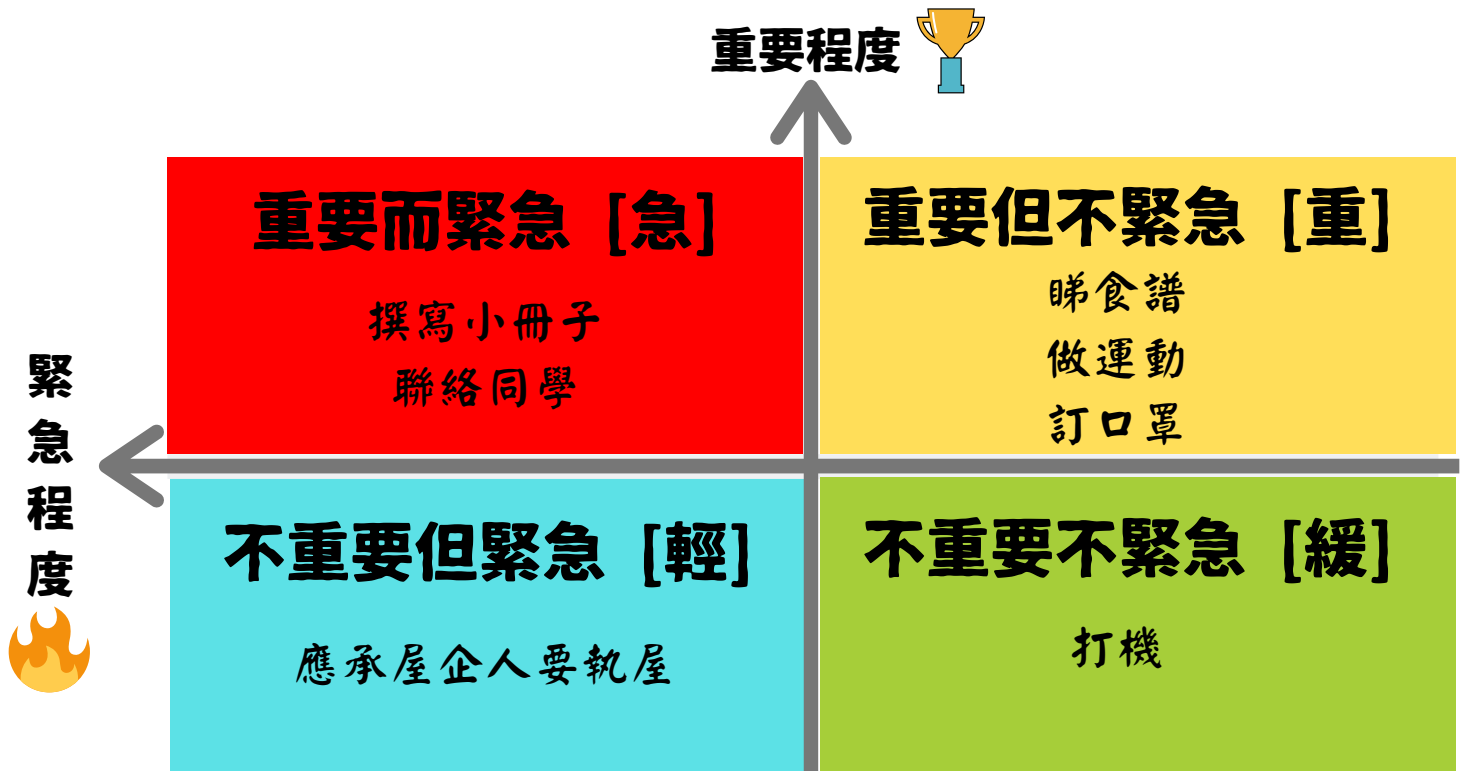 重要程度
重要而緊急 [急]
撰寫小冊子
聯絡同學
重要但不緊急 [重]
睇食譜
做運動
訂口罩
緊急程度
不重要但緊急 [輕]
應承屋企人要執屋
不重要不緊急 [緩]
打機